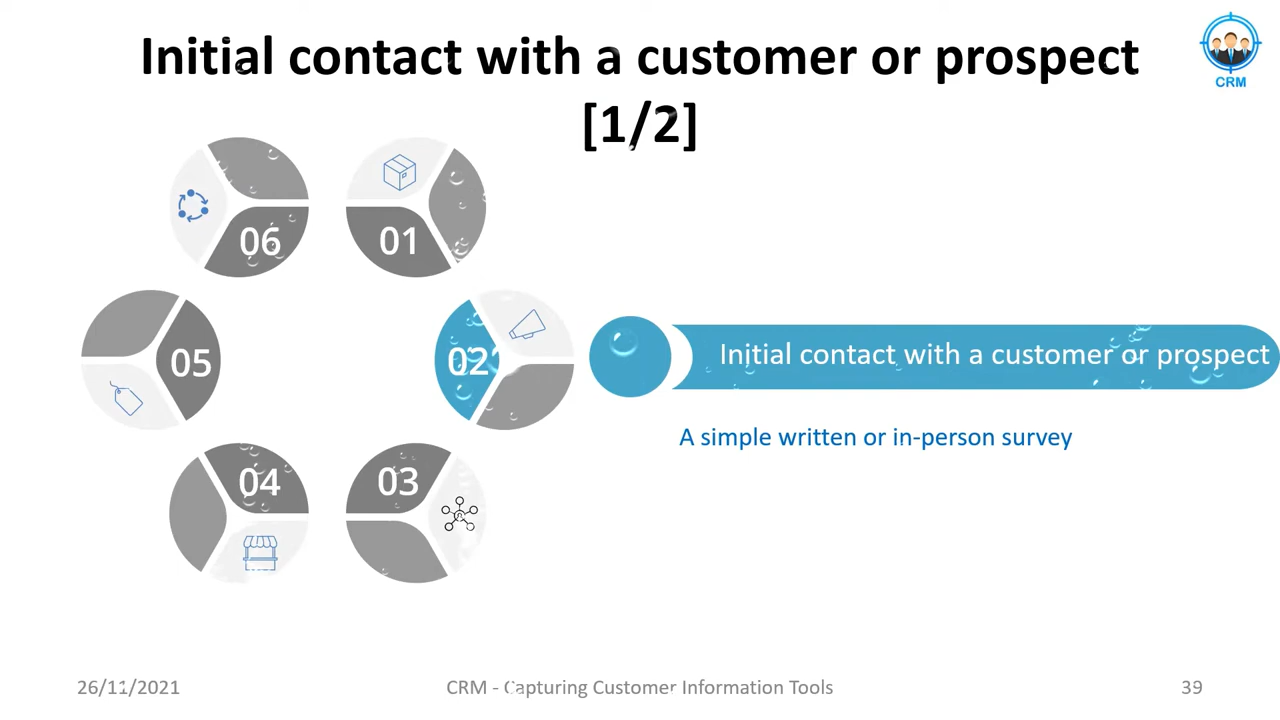 Initial contact with a customer or prospect
[1/2]
CRM
06
01
05
02
Initial contact with a customer or prospect
A simple written or in-person survey
04
03
26/11/2021
CRM - Capturing Customer Information Tools
39